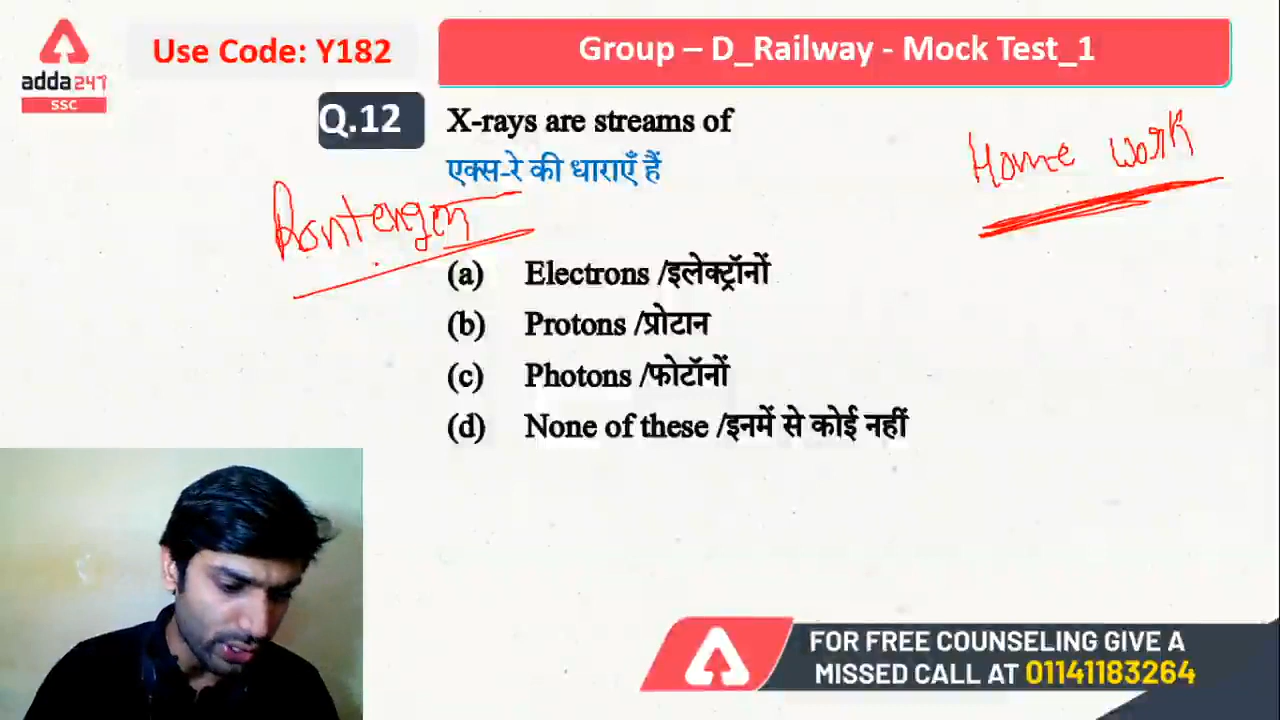 Use Code: Y182
Group – D_Railway - Mock Test_1
adda247
SSC
Q.12
X-rays are streams of
एक्स-रे की धाराएँ हैं
Home work
Rontengen
(a) Electrons /इलेक्ट्रॉनों
(b) Protons /प्रोटान
(c) Photons /फोटॉनों
(d) None of these /इनमें से कोई नहीं
FOR FREE COUNSELING GIVE A
MISSED CALL AT 01141183264